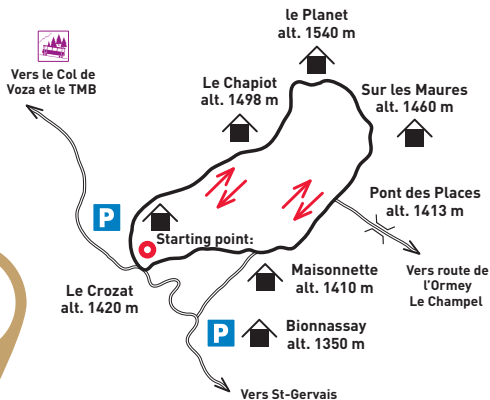 le Planet
alt. 1540 m
Vers le Col de
Voza et le TMB
Le Chapiot
alt. 1498 m
Sur les Maures
alt. 1460 m
Pont des Places
alt. 1413 m
P
Starting point:
Vers route de
l'Ormey
Le Champel
Maisonnette
alt. 1410 m
Le Crozat
alt. 1420 m
P
Bionnassay
alt. 1350 m
Vers St-Gervais